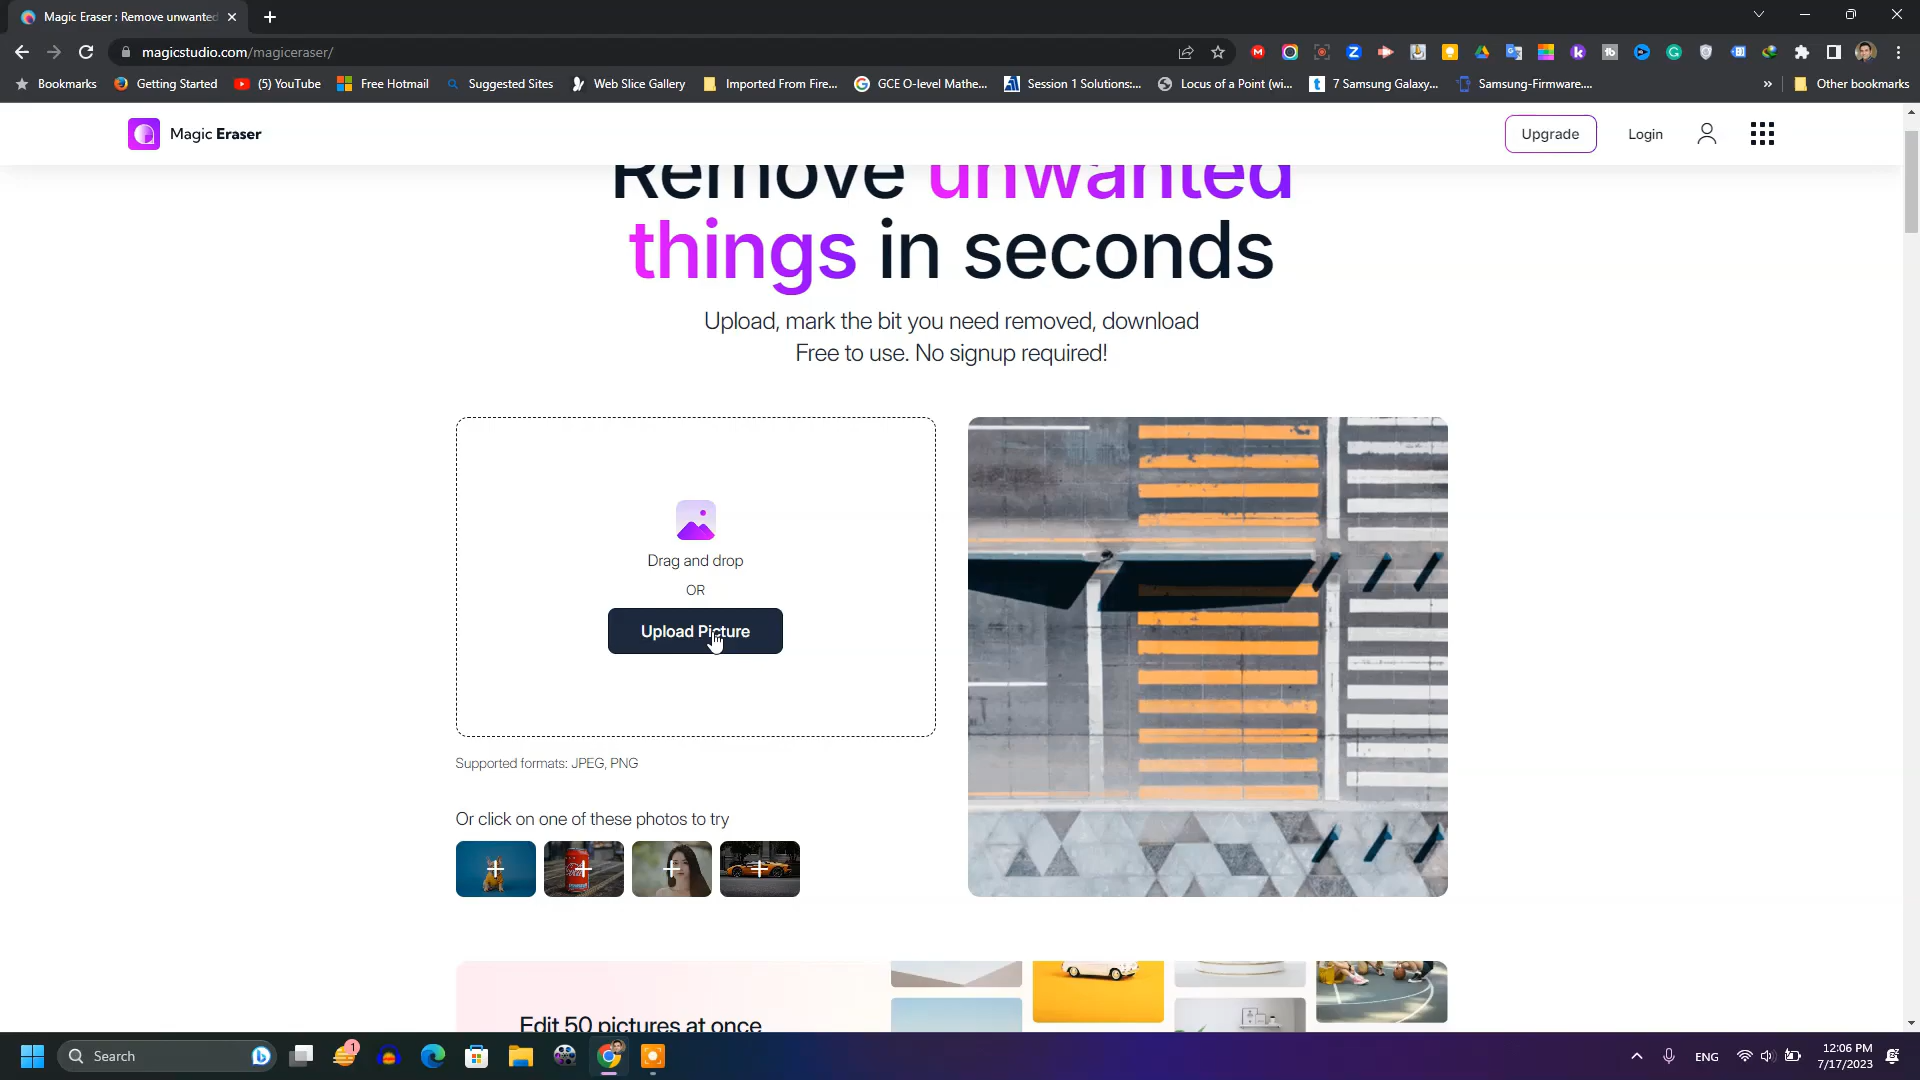 Magic Eraser : Remove unwanted
magicstudio.com/magiceraser/
Bookmarks
Getting Started
(5) YouTube
Free Hotmail
Suggested Sites
Web Slice Gallery
Imported From Fire...
GCE O-level Mathe...
Session 1 Solutions:...
Locus of a Point (wi...
7 Samsung Galaxy...
Samsung-Firmware....
»
Other bookmarks
Magic Eraser
Upgrade
Login
Remove unwanted
things in seconds
Upload, mark the bit you need removed, download
Free to use. No signup required!
Drag and drop
OR
Upload Picture
Supported formats: JPEG, PNG
Or click on one of these photos to try
Edit 50 pictures at once
Search
1
ENG
12:06 PM
7/17/2023